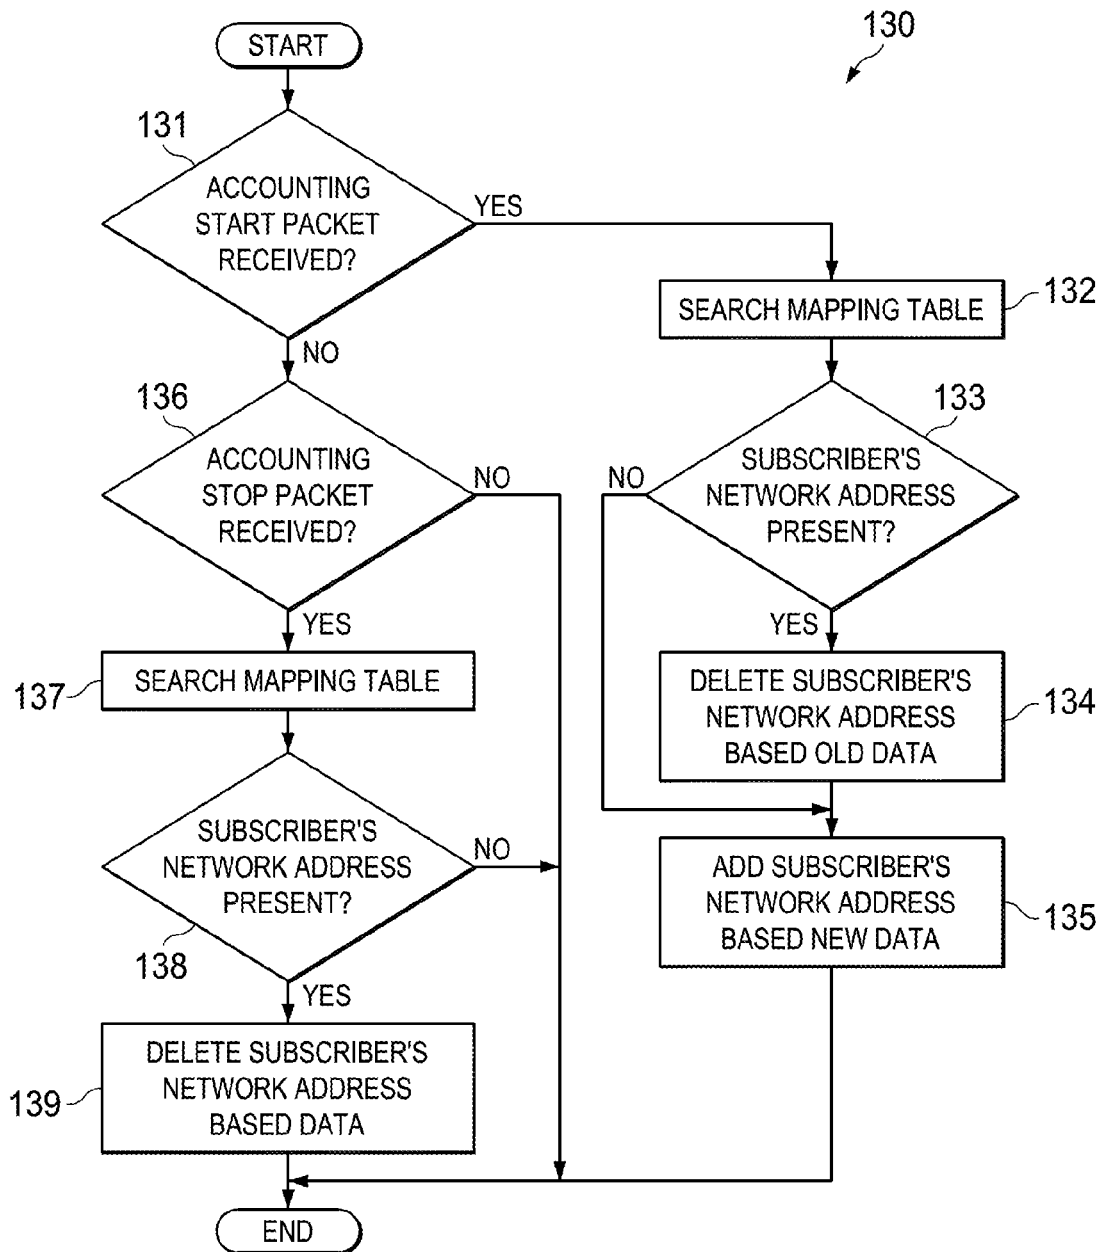 START
130
131
ACCOUNTING
START PACKET
RECEIVED?
YES
NO
SEARCH MAPPING TABLE
132
136
ACCOUNTING
STOP PACKET
RECEIVED?
NO
YES
133
SUBSCRIBER'S
NETWORK ADDRESS
PRESENT?
NO
YES
SEARCH MAPPING TABLE
137
DELETE SUBSCRIBER'S
NETWORK ADDRESS
BASED OLD DATA
134
SUBSCRIBER'S
NETWORK ADDRESS
PRESENT?
NO
138
YES
ADD SUBSCRIBER'S
NETWORK ADDRESS
BASED NEW DATA
135
DELETE SUBSCRIBER'S
NETWORK ADDRESS
BASED DATA
139
END